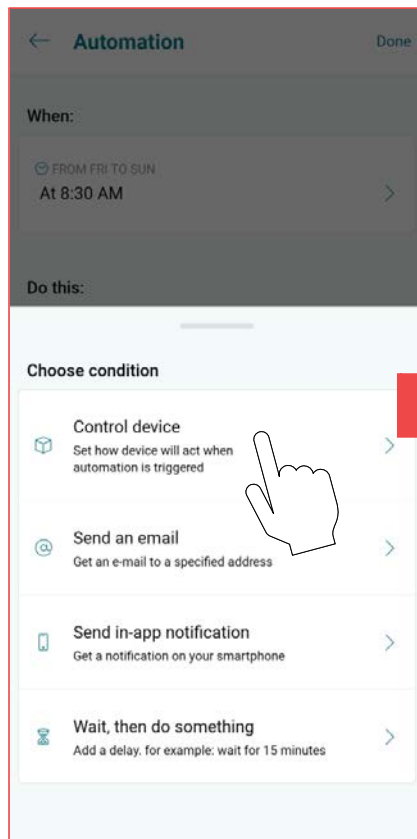 Automation Done
When:
FROM FRI TO SUN
At 8:30 AM
Do this:
Choose condition
Control device
Set how device will act when
automation is triggered
Send an email
Get an e-mail to a specified address
Send in-app notification
Get a notification on your smartphone
Wait, then do something
Add a delay. for example: wait for 15 minutes